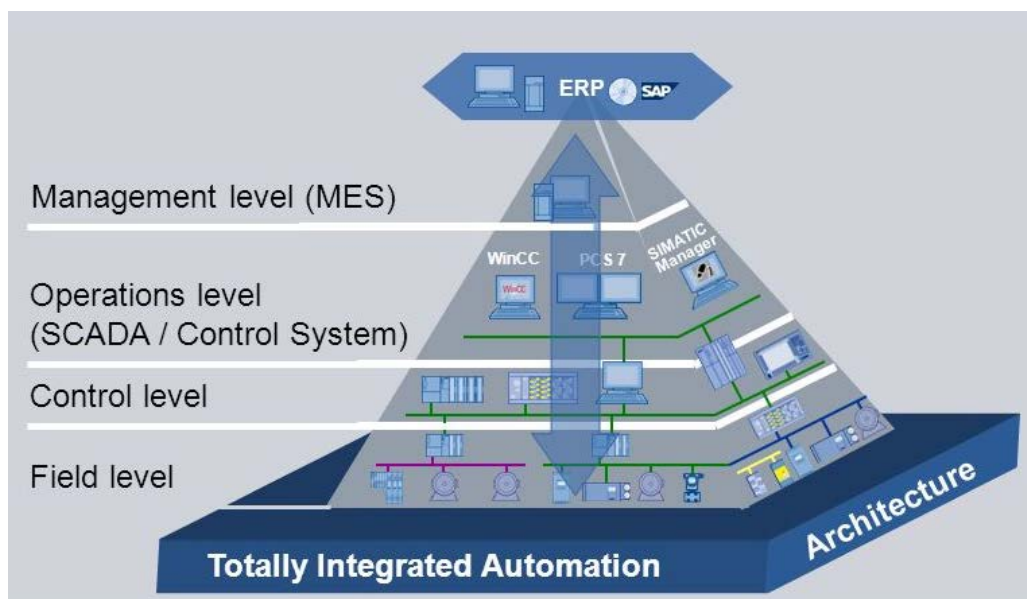 ERP SAP
Management level (MES)
WinCC
PCS 7
SIMATIC
Manager
WinCC
Operations level
(SCADA / Control System)
Control level
Field level
Totally Integrated Automation
Architecture